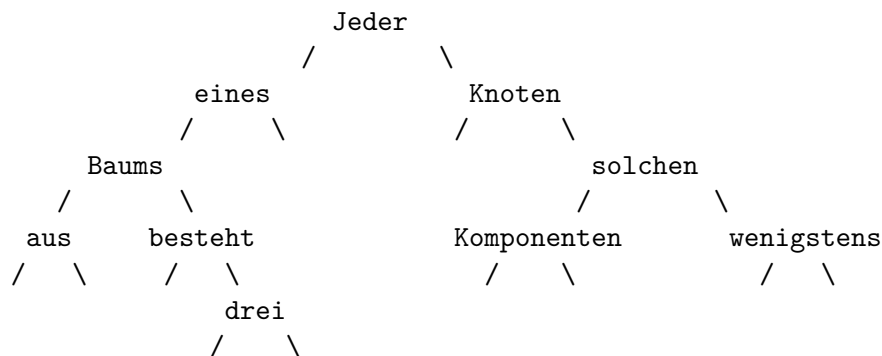 Jeder
eines Knoten
Baums solchen
aus besteht Komponenten wenigstens
drei